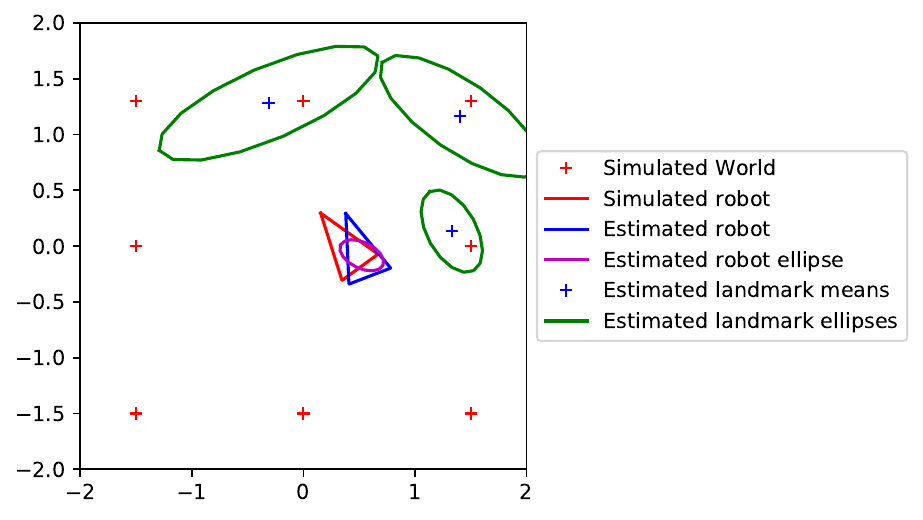 2.0
1.5
1.0
0.5
0.0
−0.5
−1.0
−1.5
−2.0
−2 −1 0 1 2
Simulated World
Simulated robot
Estimated robot
Estimated robot ellipse
Estimated landmark means
Estimated landmark ellipses